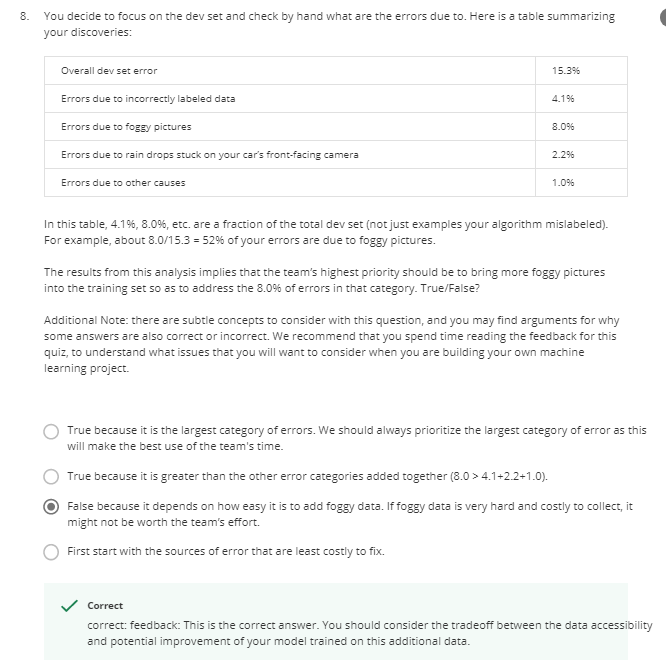 8. You decide to focus on the dev set and check by hand what are the errors due to. Here is a table summarizing
your discoveries:
Overall dev set error 15.3%
Errors due to incorrectly labeled data 4.1%
Errors due to foggy pictures 8.0%
Errors due to rain drops stuck on your car's front-facing camera 2.2%
Errors due to other causes 1.0%
In this table, 4.1%, 8.0%, etc. are a fraction of the total dev set (not just examples your algorithm mislabeled).
For example, about 8.0/15.3 = 52% of your errors are due to foggy pictures.
The results from this analysis implies that the team's highest priority should be to bring more foggy pictures
into the training set so as to address the 8.0% of errors in that category. True/False?
Additional Note: there are subtle concepts to consider with this question, and you may find arguments for why
some answers are also correct or incorrect. We recommend that you spend time reading the feedback for this
quiz, to understand what issues that you will want to consider when you are building your own machine
learning project.
True because it is the largest category of errors. We should always prioritize the largest category of error as this
will make the best use of the team's time.
True because it is greater than the other error categories added together (8.0 > 4.1+2.2+1.0).
False because it depends on how easy it is to add foggy data. If foggy data is very hard and costly to collect, it
might not be worth the team's effort.
First start with the sources of error that are least costly to fix.
Correct
correct: feedback: This is the correct answer. You should consider the tradeoff between the data accessibility
and potential improvement of your model trained on this additional data.